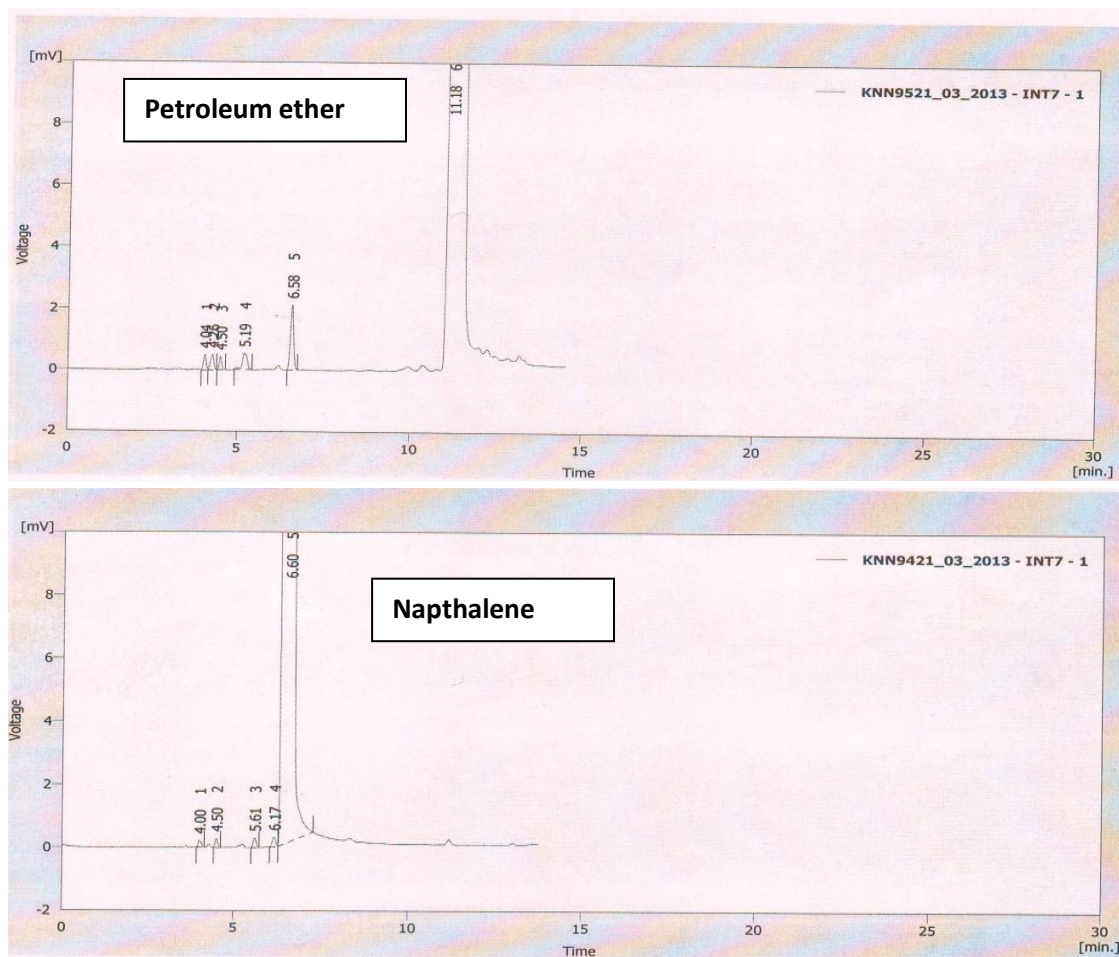 [mV]
Petroleum ether
KNN9521_03_2013 - INT7 - 1
11.18 6
8
6
4
2
0
-2
Voltage
4.04 1
4.26 2
4.50 3
5.19 4
6.58 5
0 5 10 15 20 25 30
Time
[min.]
[mV]
Napthalene
KNN9421_03_2013 - INT7 - 1
6.60 5
8
6
4
2
0
-2
Voltage
4.00 1
4.50 2
5.61 3
6.17 4
0 5 10 15 20 25 30
Time
[min.]